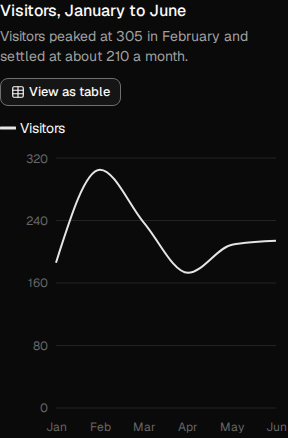 Visitors, January to June
Visitors peaked at 305 in February and
settled at about 210 a month.
View as table
Visitors
320
240
160
80
0
Jan Feb Mar Apr May Jun